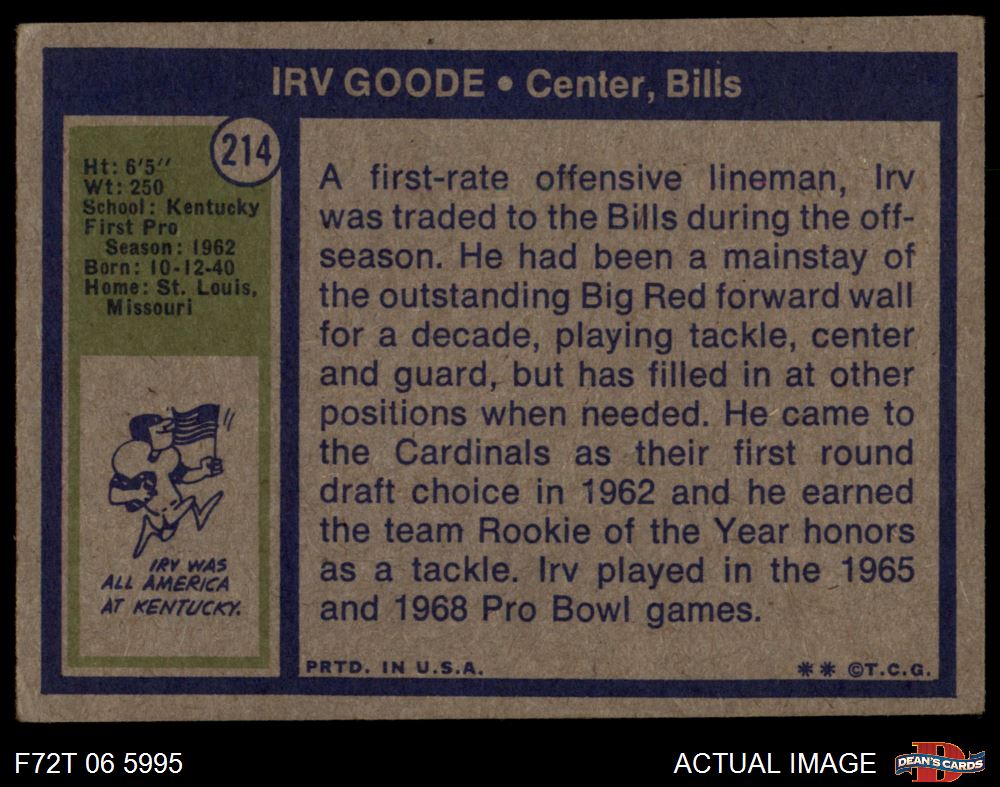 IRV GOODE • Center, Bills
214
Ht: 6'5''
Wt: 250
School: Kentucky
First Pro
Season: 1962
Born: 10-12-40
Home: St. Louis,
Missouri
IRV WAS
ALL AMERICA
AT KENTUCKY.
A first-rate offensive lineman, Irv
was traded to the Bills during the off-
season. He had been a mainstay of
the outstanding Big Red forward wall
for a decade, playing tackle, center
and guard, but has filled in at other
positions when needed. He came to
the Cardinals as their first round
draft choice in 1962 and he earned
the team Rookie of the Year honors
as a tackle. Irv played in the 1965
and 1968 Pro Bowl games.
PRTD. IN U.S.A.
** ©T.C.G.
F72T 06 5995
ACTUAL IMAGE
DEAN'S CARDS